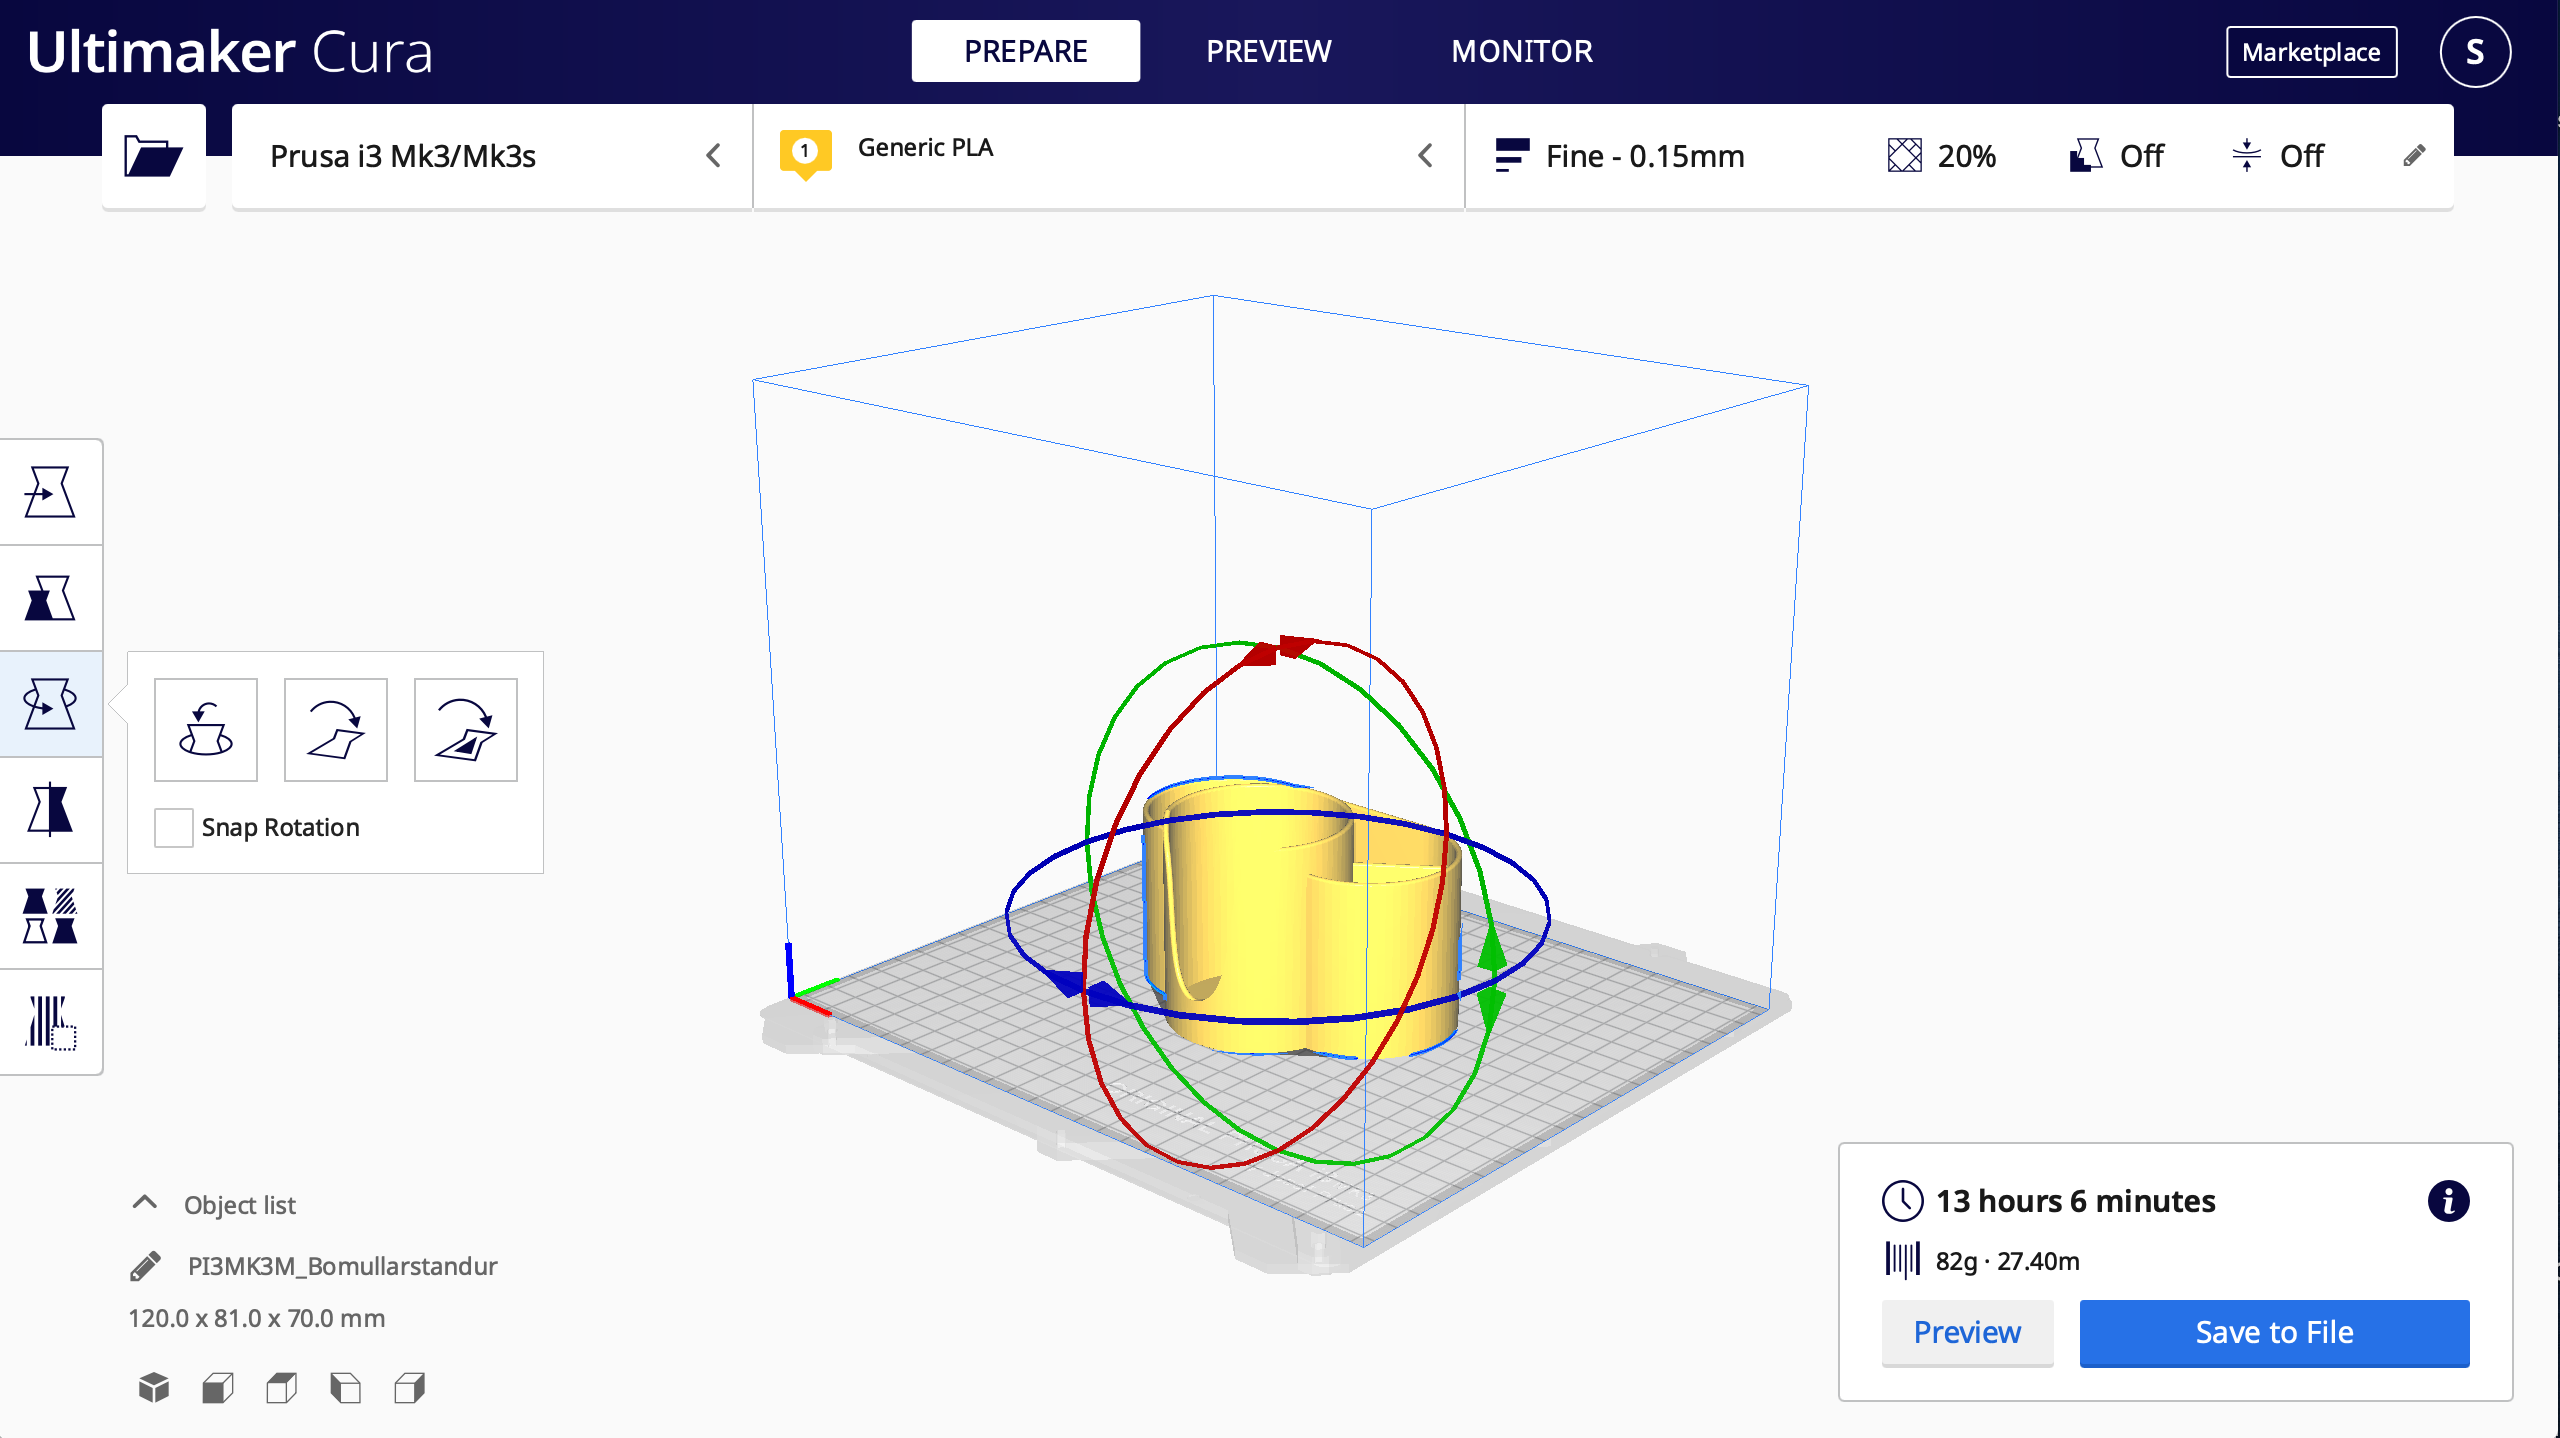 Ultimaker Cura
PREPARE
PREVIEW
MONITOR
Marketplace
S
Prusa i3 Mk3/Mk3s
1
Generic PLA
Fine - 0.15mm
20%
Off
Off
Snap Rotation
Object list
PI3MK3M_Bomullarstandur
120.0 x 81.0 x 70.0 mm
13 hours 6 minutes
i
82g · 27.40m
Preview
Save to File